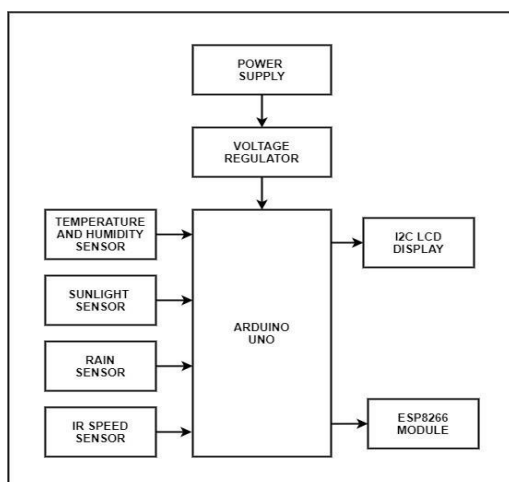 POWER
SUPPLY
VOLTAGE
REGULATOR
TEMPERATURE
AND HUMIDITY
SENSOR
SUNLIGHT
SENSOR
RAIN
SENSOR
IR SPEED
SENSOR
ARDUINO
UNO
I2C LCD
DISPLAY
ESP8266
MODULE